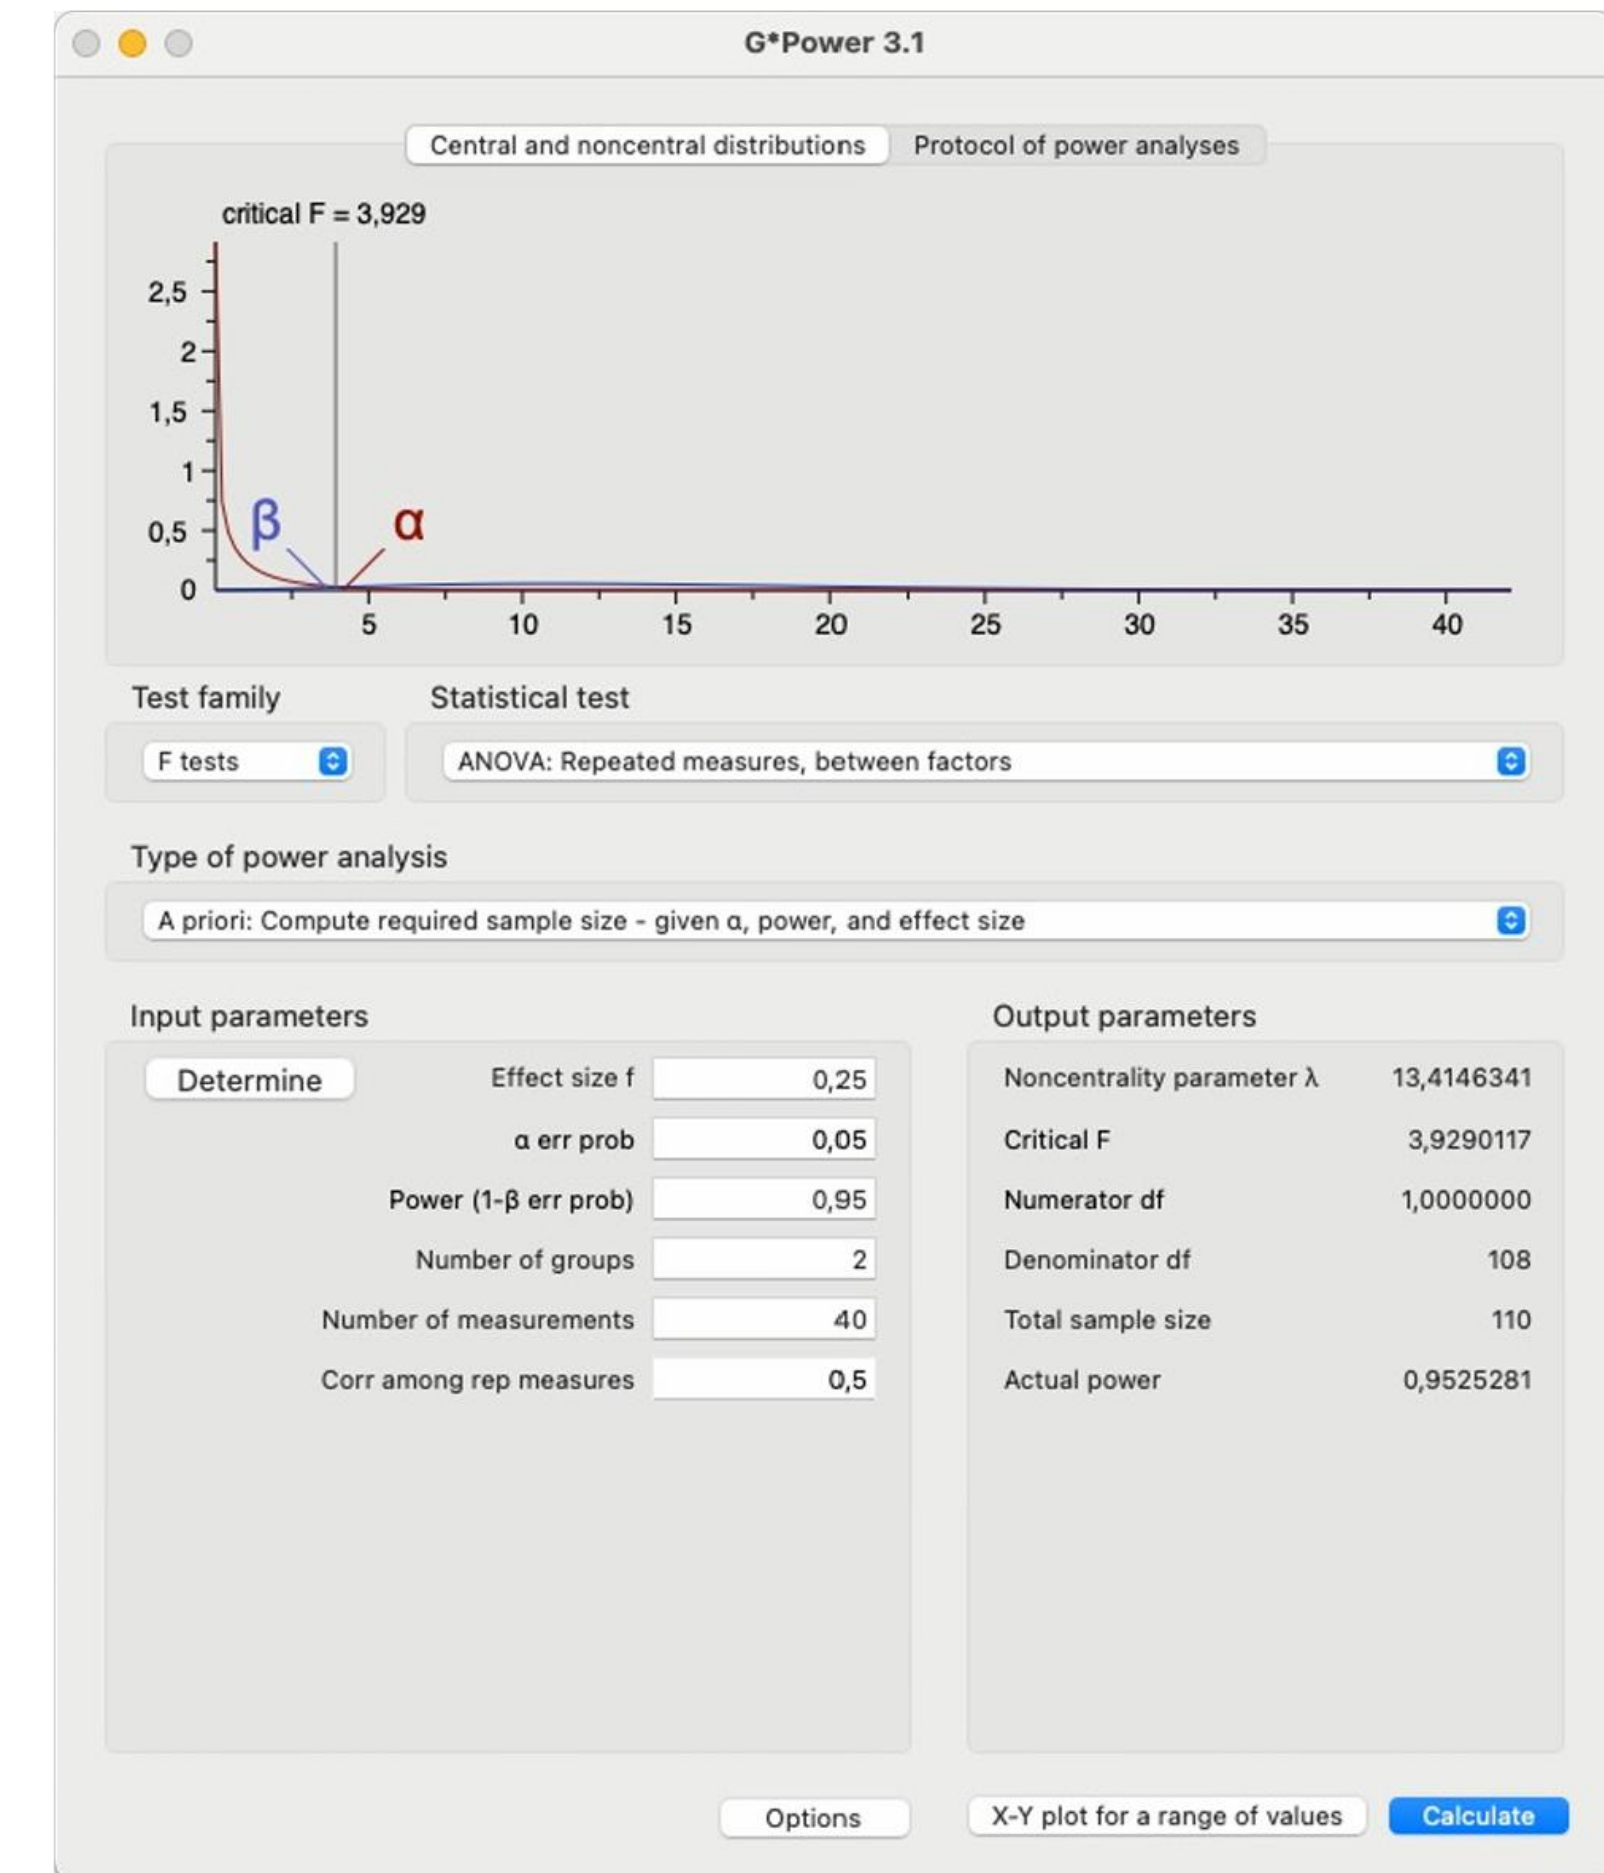 G*Power 3.1
Central and noncentral distributions Protocol of power analyses
critical F = 3,929
2,5
2
1,5
1
0,5
0
β α
5 10 15 20 25 30 35 40
Test family Statistical test
F tests ANOVA: Repeated measures, between factors
Type of power analysis
A priori: Compute required sample size - given α, power, and effect size
Input parameters Output parameters
Determine Effect size f 0,25 Noncentrality parameter λ 13,4146341
α err prob 0,05 Critical F 3,9290117
Power (1-β err prob) 0,95 Numerator df 1,0000000
Number of groups 2 Denominator df 108
Number of measurements 40 Total sample size 110
Corr among rep measures 0,5 Actual power 0,9525281
Options X-Y plot for a range of values Calculate